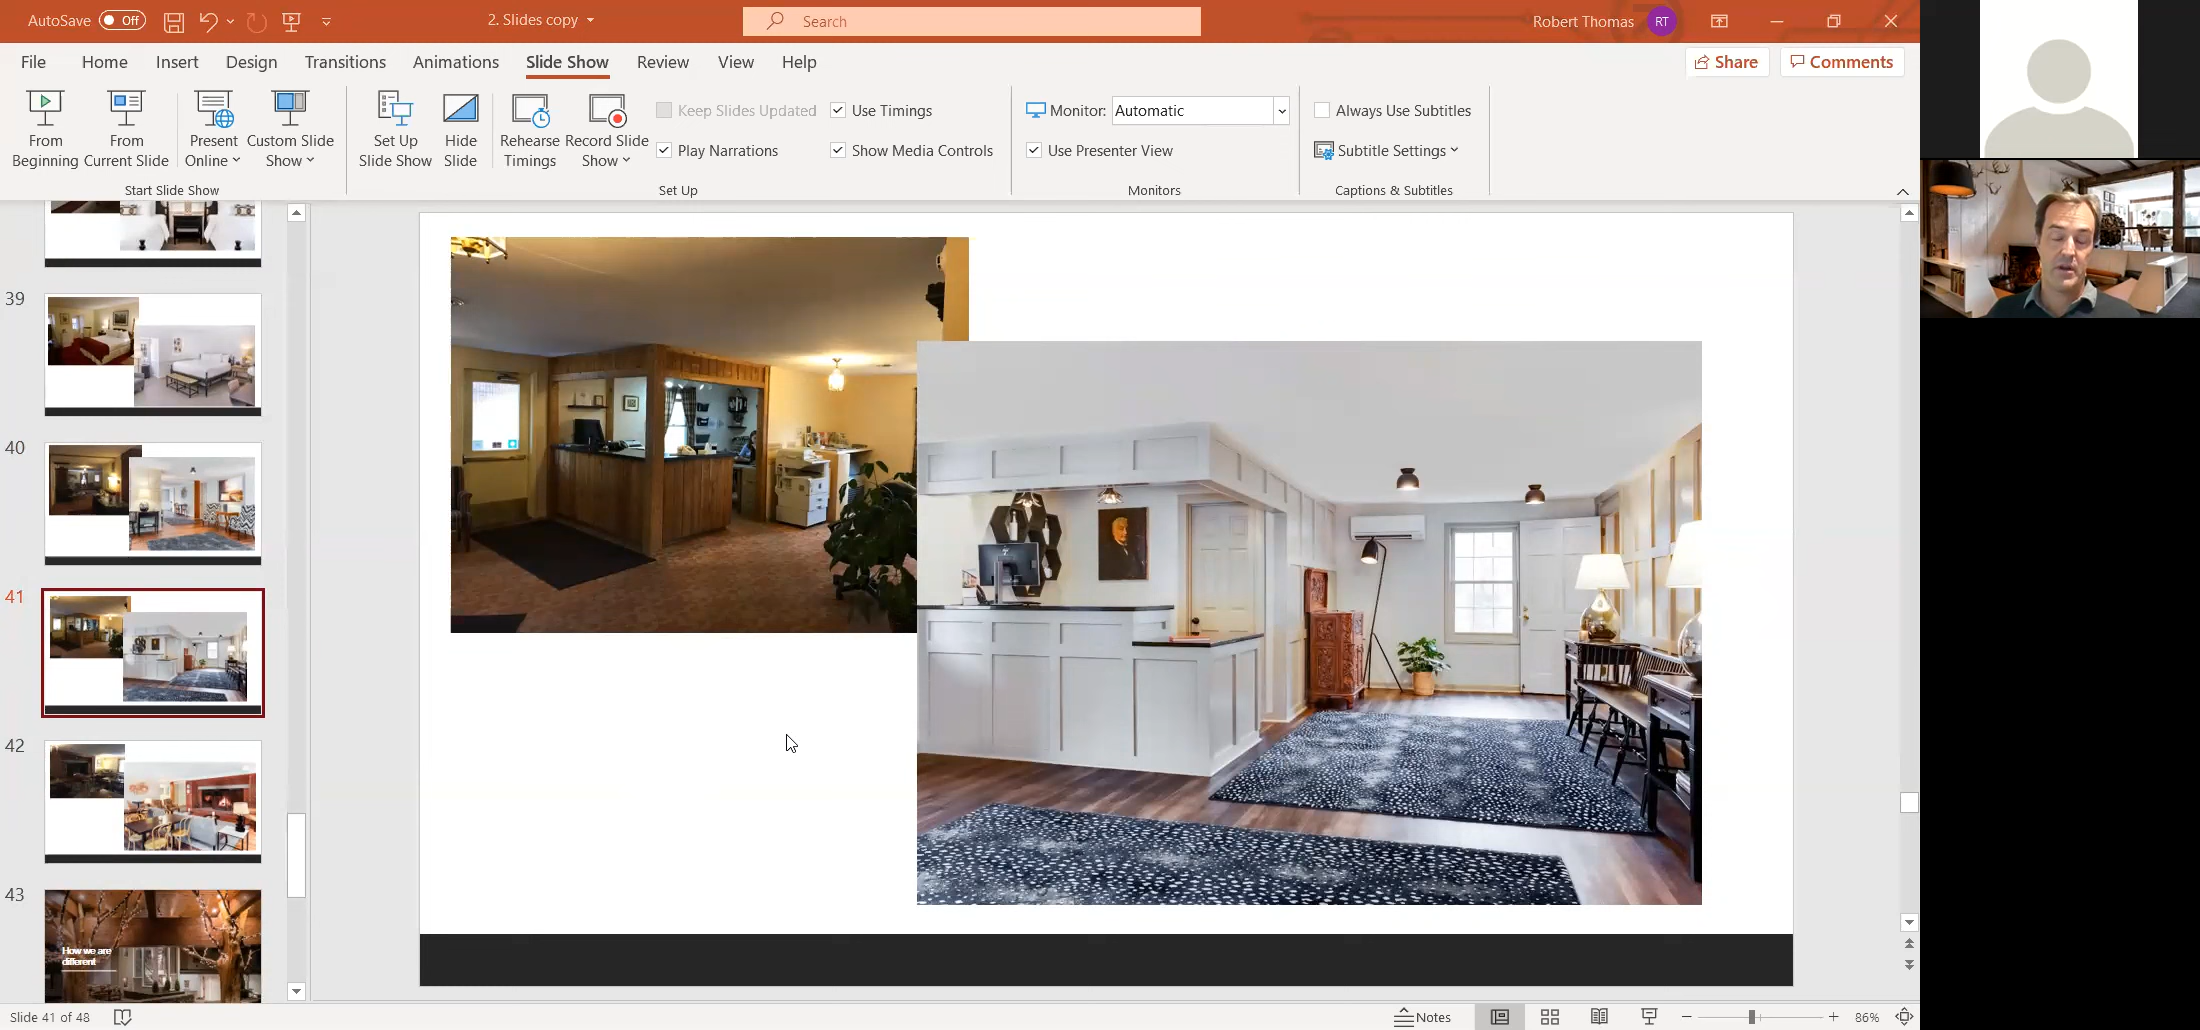 AutoSave Off
2. Slides copy
Search
Robert Thomas RT
File Home Insert Design Transitions Animations Slide Show Review View Help
Share Comments
From Beginning
From Current Slide
Present Online
Custom Slide Show
Set Up Slide Show
Hide Slide
Rehearse Timings
Record Slide Show
Keep Slides Updated
Play Narrations
Use Timings
Show Media Controls
Monitor: Automatic
Use Presenter View
Always Use Subtitles
Subtitle Settings
Start Slide Show
Set Up
Monitors
Captions & Subtitles
39
40
41
42
43
How we are
different
Slide 41 of 48
Notes
86%